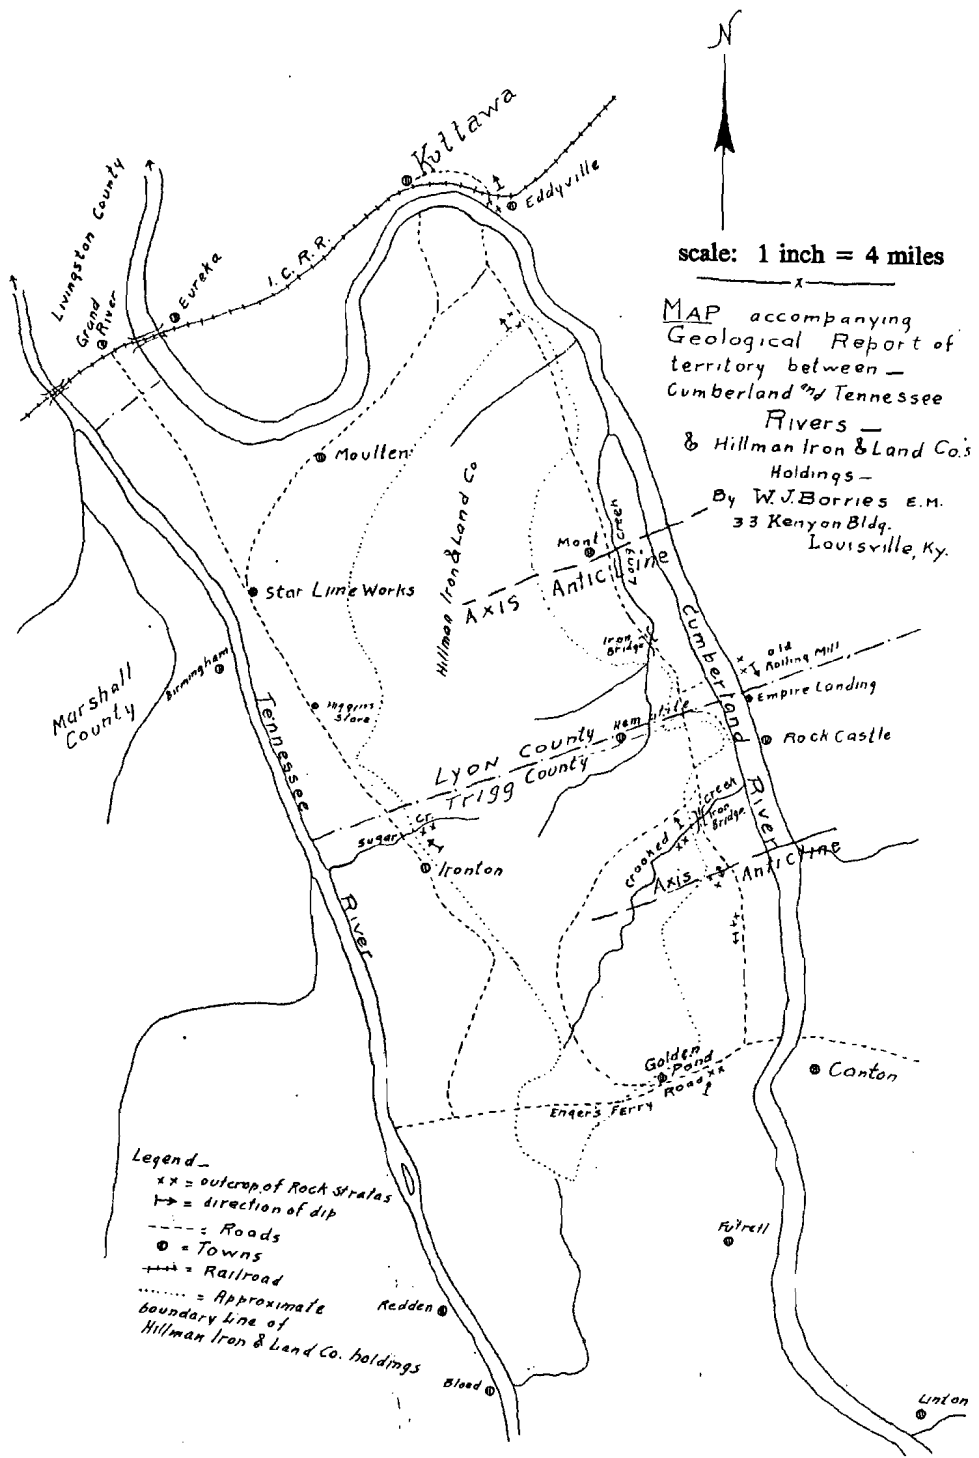 N
Kuttawa
Eddyville
Livingston County
Grand
River
Eureka
I. C. R. R.
scale: 1 inch = 4 miles
x
MAP accompanying
Geological Report of
territory between —
Cumberland and Tennessee
Rivers —
& Hillman Iron & Land Co.'s
Holdings —
By W. J. Borries E.M.
33 Kenyon Bldg.
Louisville, Ky.
Moulten
Hillman Iron & Land Co
Mont
Long Creek
AXIS ANTICLINE
Star Lime Works
Iron
Bridge
Cumberland River
old
Rolling Mill
Birmingham
Marshall
County
Empire Landing
Higgins
Store
Tennessee River
Hematite
Rock Castle
LYON COUNTY
TRIGG COUNTY
Sugar Cr.
Crooked Creek
Iron
Bridge
Ironton
AXIS ANTICLINE
Golden
Pond
Canton
Engers Ferry Road
Legend —
xx = outcrop of Rock Stratas
= direction of dip
---- = Roads
= Towns
= Railroad
....... = Approximate
boundary line of
Hillman Iron & Land Co. holdings
Futrell
Redden
Blood
Linton